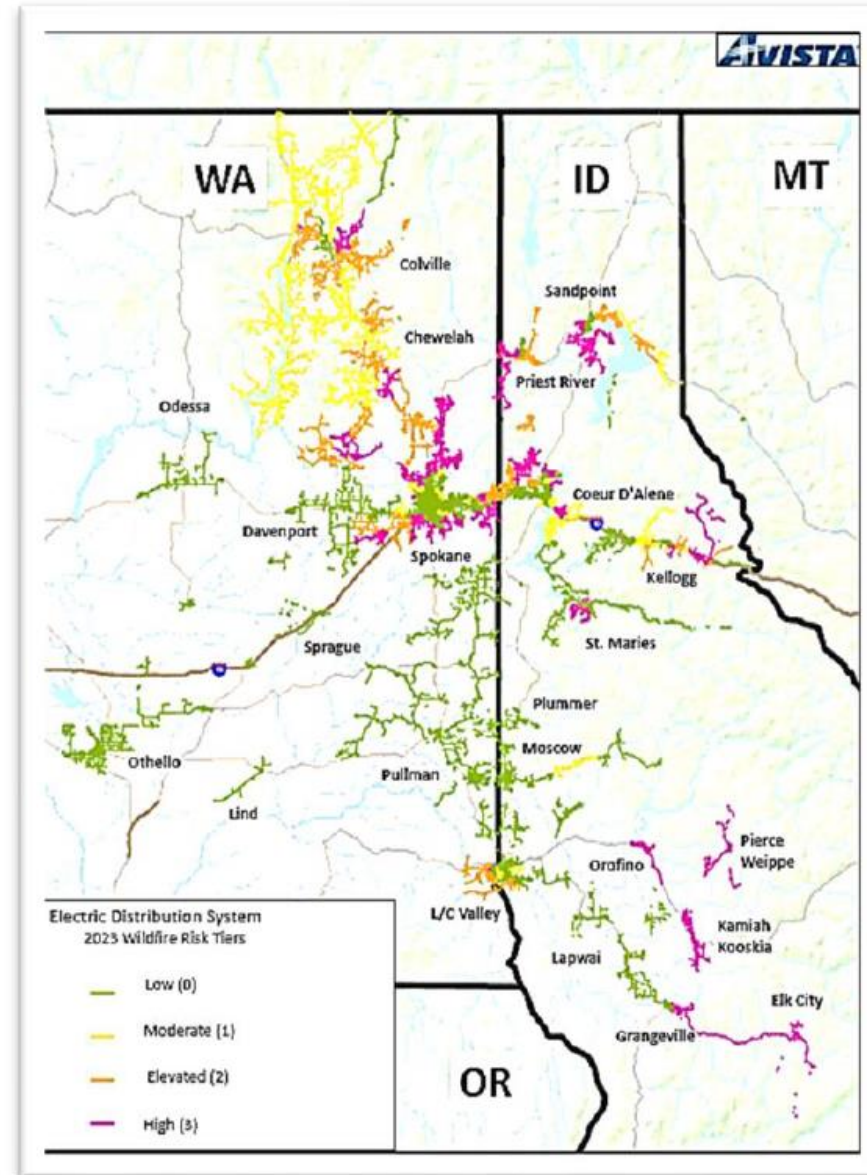 AVISTA
WA
ID
MT
Colville
Sandpoint
Chewelah
Priest River
Odessa
Coeur D'Alene
Davenport
Spokane
Kellogg
Sprague
St. Maries
Plummer
Moscow
Othello
Pullman
Lind
Pierce
Weippe
Orofino
L/C Valley
Kamiah
Kooskia
Lapwai
Elk City
Grangeville
OR
Electric Distribution System
2023 Wildfire Risk Tiers
Low (0)
Moderate (1)
Elevated (2)
High (3)